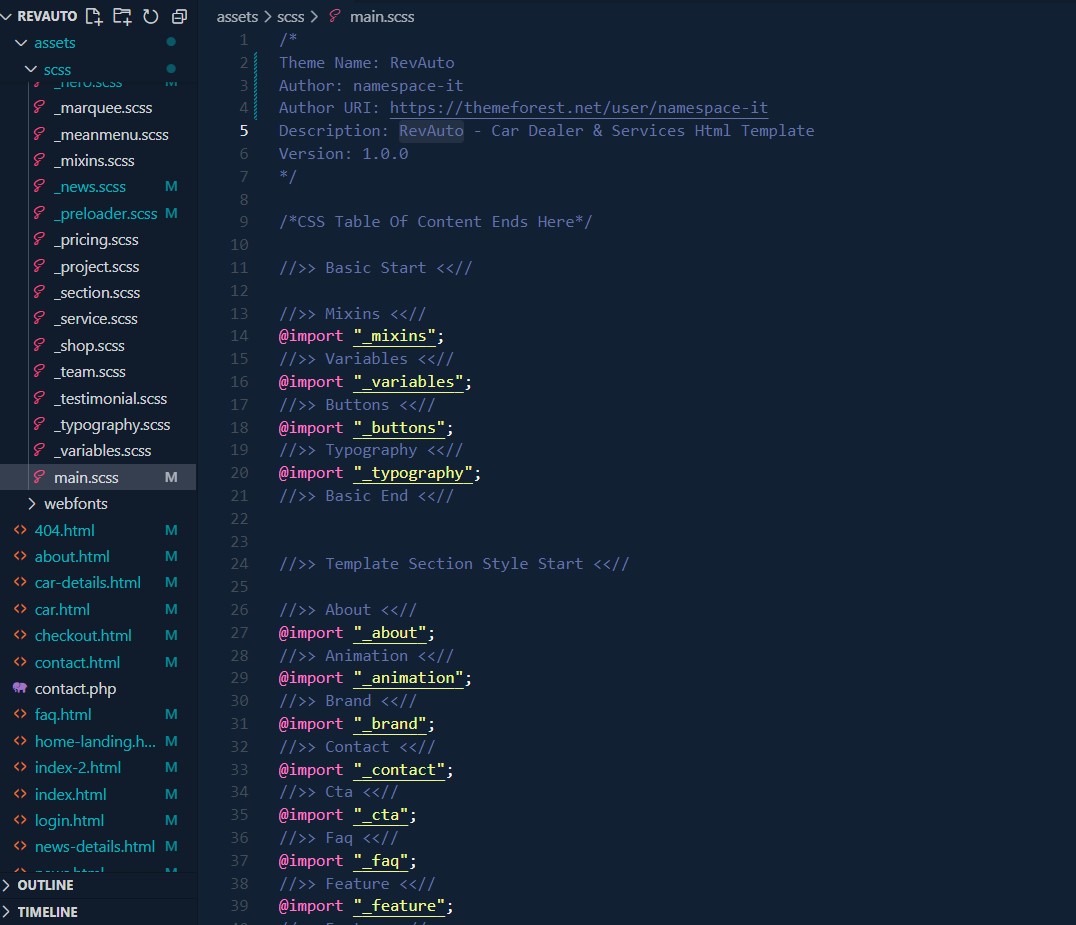 REVAUTO
assets
scss
_hero.scss M
_marquee.scss
_meanmenu.scss
_mixins.scss
_news.scss M
_preloader.scss M
_pricing.scss
_project.scss
_section.scss
_service.scss
_shop.scss
_team.scss
_testimonial.scss
_typography.scss
_variables.scss
main.scss M
webfonts
404.html M
about.html M
car-details.html M
car.html M
checkout.html M
contact.html M
contact.php
faq.html M
home-landing.h... M
index-2.html M
index.html M
login.html M
news-details.html M
news.html M
OUTLINE
TIMELINE
assets > scss > main.scss
1 /*
2 Theme Name: RevAuto
3 Author: namespace-it
4 Author URI: https://themeforest.net/user/namespace-it
5 Description: RevAuto - Car Dealer & Services Html Template
6 Version: 1.0.0
7 */
8
9 /*CSS Table Of Content Ends Here*/
10
11 //>> Basic Start <<//
12
13 //>> Mixins <<//
14 @import "_mixins";
15 //>> Variables <<//
16 @import "_variables";
17 //>> Buttons <<//
18 @import "_buttons";
19 //>> Typography <<//
20 @import "_typography";
21 //>> Basic End <<//
22
23
24 //>> Template Section Style Start <<//
25
26 //>> About <<//
27 @import "_about";
28 //>> Animation <<//
29 @import "_animation";
30 //>> Brand <<//
31 @import "_brand";
32 //>> Contact <<//
33 @import "_contact";
34 //>> Cta <<//
35 @import "_cta";
36 //>> Faq <<//
37 @import "_faq";
38 //>> Feature <<//
39 @import "_feature";